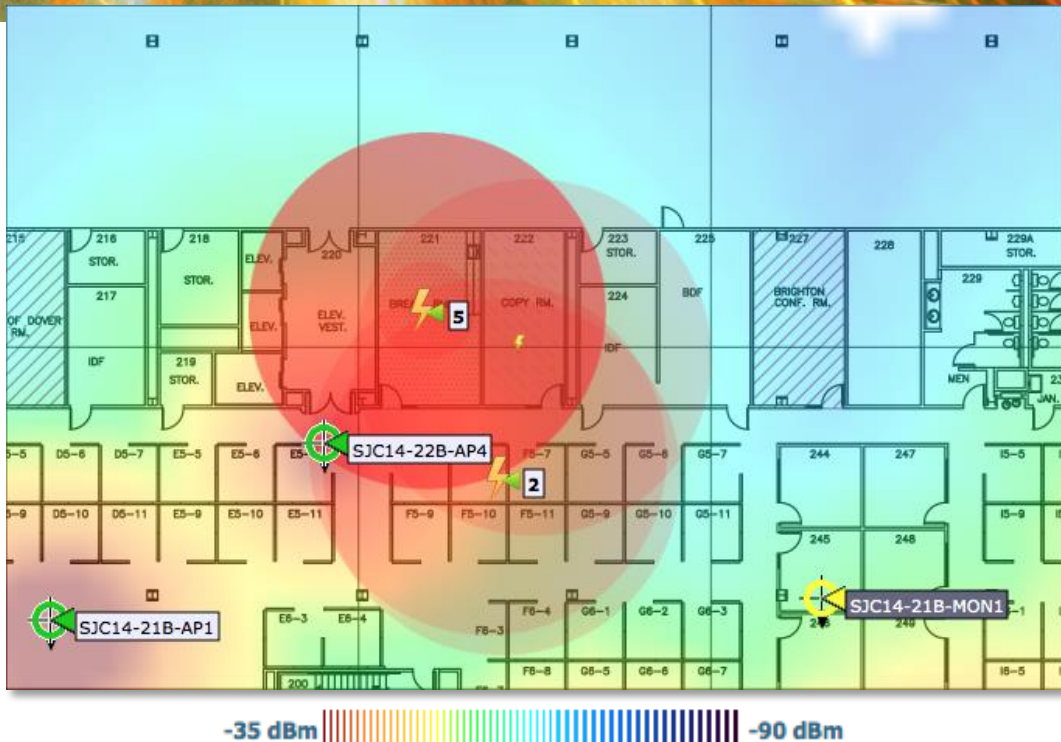 215
216
STOR.
218
STOR.
ELEV.
220
221
222
223
STOR.
225
227
228
229A
STOR.
229
217
224
OF DOVER
RM.
ELEV.
ELEV.
VEST.
5
COPY RM.
BDF
BRIGHTON
CONF. RM.
IDF
IDF
219
STOR.
ELEV.
MEN
JAN.
SJC14-22B-AP4
D5-6
D5-7
E5-5
E5-6
F5-7
G5-5
G5-6
G5-7
244
247
2
D5-10
D5-11
E5-9
E5-10
E5-11
F5-9
F5-10
F5-11
G5-9
G5-10
G5-11
245
248
I5-9
SJC14-21B-AP1
E6-3
E6-4
F6-3
F6-4
G6-1
G6-2
G6-3
SJC14-21B-MON1
249
200
F6-8
G6-5
G6-6
G6-7
I6-5
-35 dBm
-90 dBm